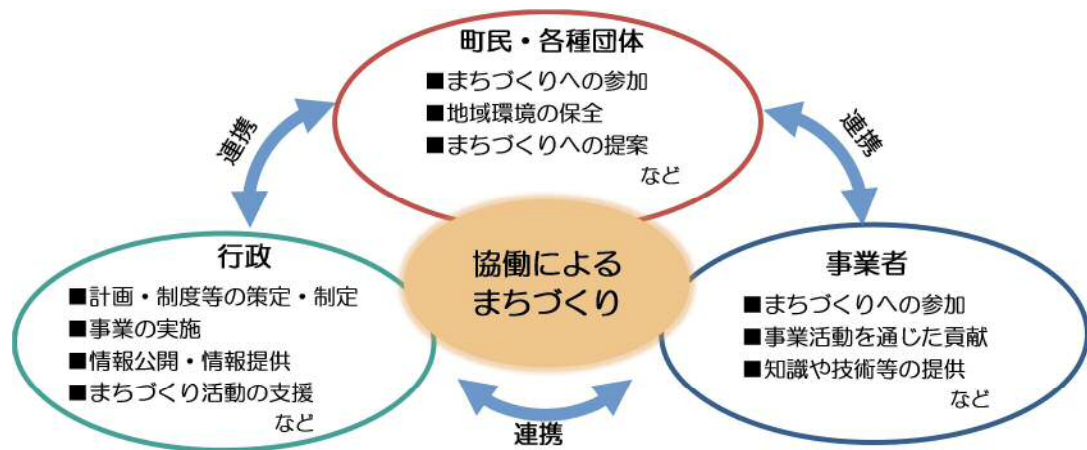 町民・各種団体
■まちづくりへの参加
■地域環境の保全
■まちづくりへの提案
など
連携
連携
行政
■計画・制度等の策定・制定
■事業の実施
■情報公開・情報提供
■まちづくり活動の支援
など
協働による
まちづくり
事業者
■まちづくりへの参加
■事業活動を通じた貢献
■知識や技術等の提供
など
連携